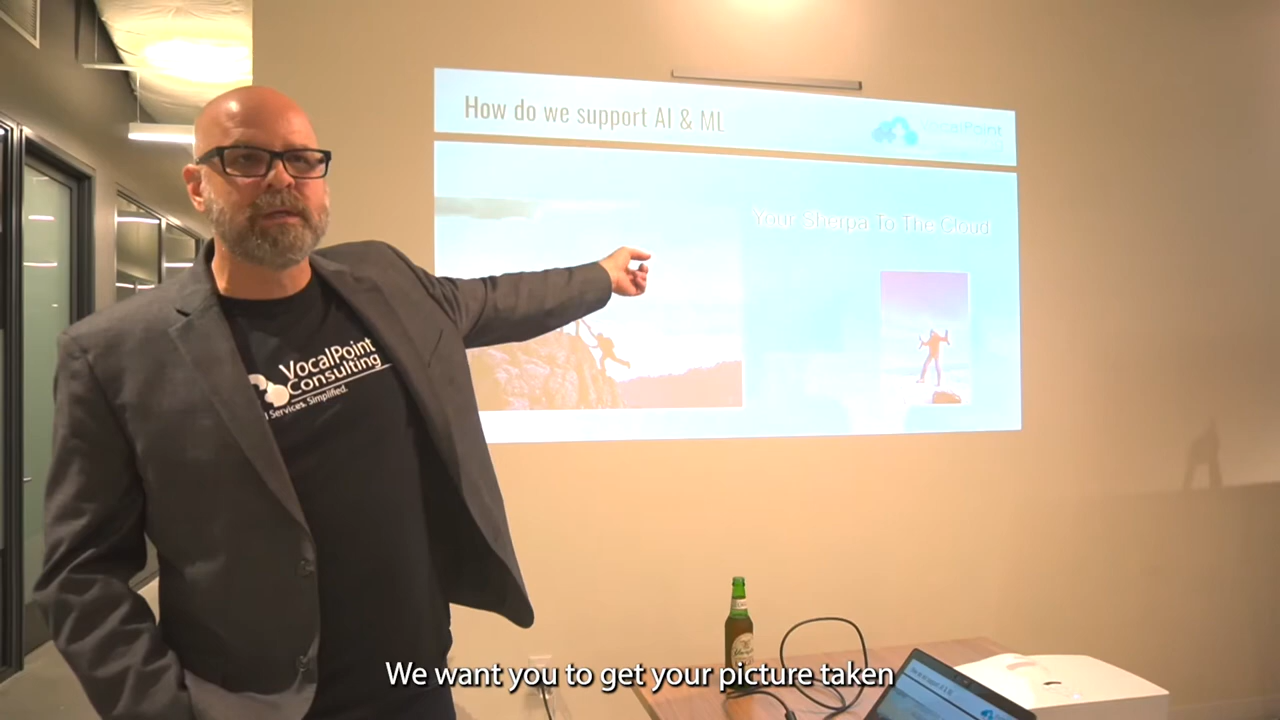 How do we support AI & ML
VocalPoint
Your Sherpa To The Cloud
VocalPoint
Consulting
Services. Simplified.
We want you to get your picture taken